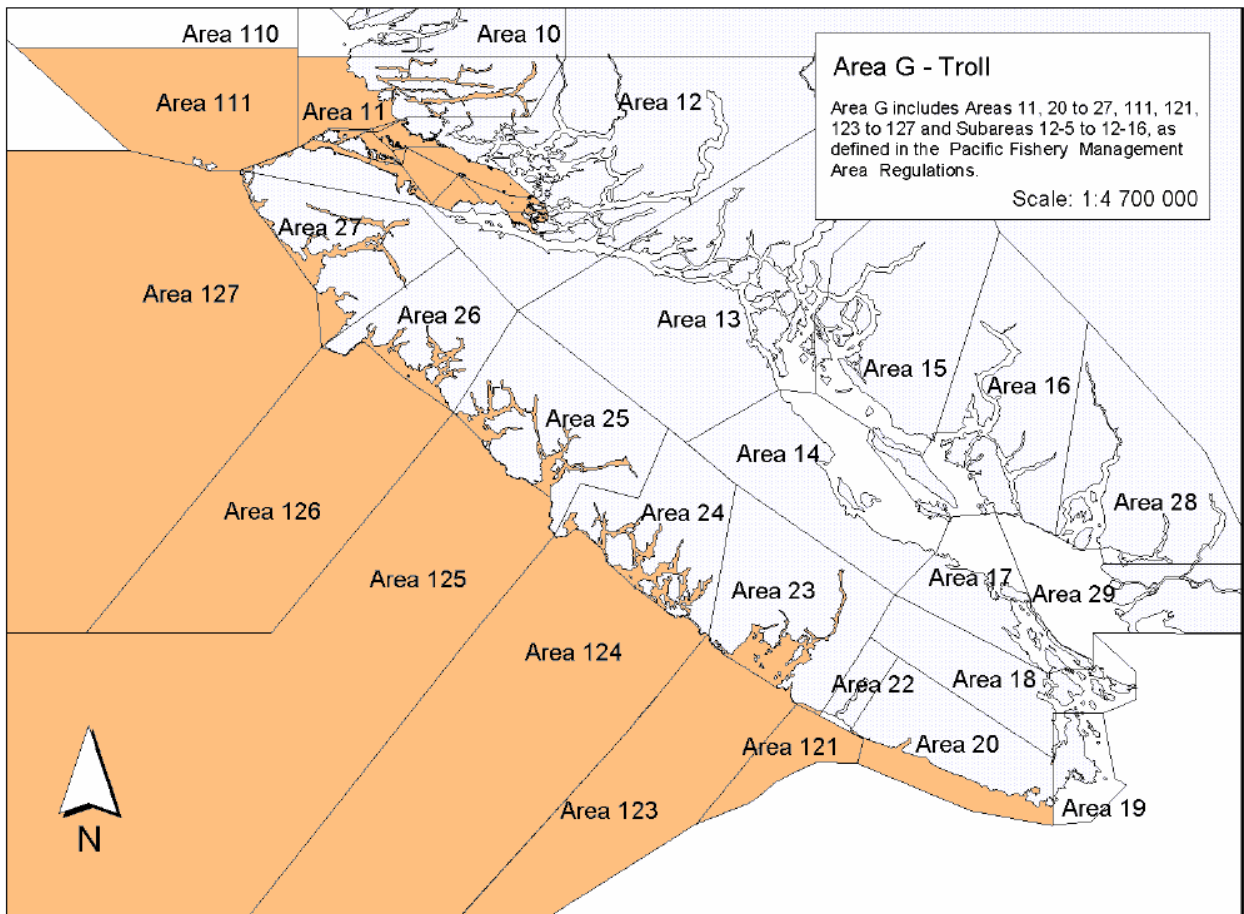 Area 110
Area 10
Area 111
Area 11
Area 12
Area G - Troll
Area G includes Areas 11, 20 to 27, 111, 121,
123 to 127 and Subareas 12-5 to 12-16, as
defined in the Pacific Fishery Management
Area Regulations.
Scale: 1:4 700 000
Area 27
Area 127
Area 26
Area 13
Area 15
Area 16
Area 25
Area 14
Area 28
Area 126
Area 24
Area 125
Area 17
Area 23
Area 29
Area 124
Area 22
Area 18
Area 121
Area 20
Area 123
Area 19
N